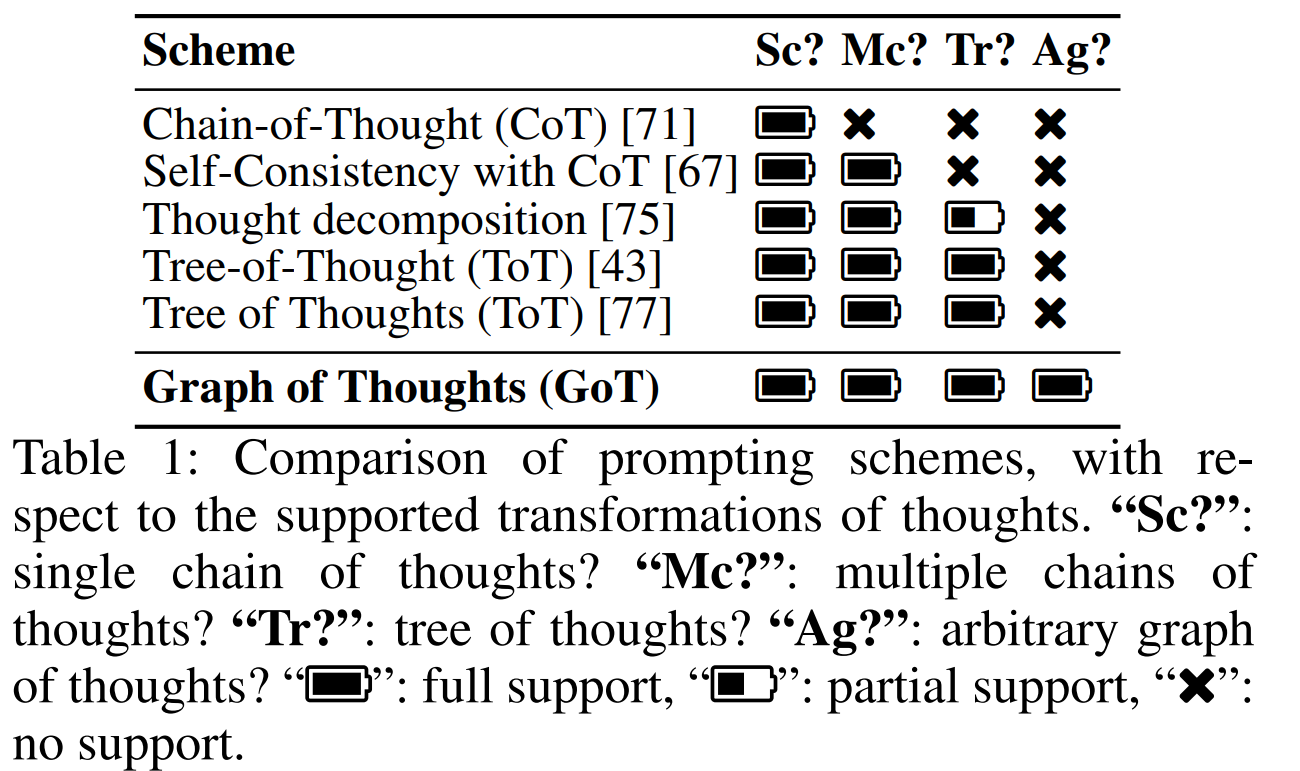 Scheme Sc? Mc? Tr? Ag?
Chain-of-Thought (CoT) [71] ✖ ✖ ✖
Self-Consistency with CoT [67] ✖ ✖
Thought decomposition [75] ✖
Tree-of-Thought (ToT) [43] ✖
Tree of Thoughts (ToT) [77] ✖
Graph of Thoughts (GoT)
Table 1: Comparison of prompting schemes, with re-
spect to the supported transformations of thoughts. “Sc?”:
single chain of thoughts? “Mc?”: multiple chains of
thoughts? “Tr?”: tree of thoughts? “Ag?”: arbitrary graph
of thoughts? “”: full support, “”: partial support, “✖”:
no support.